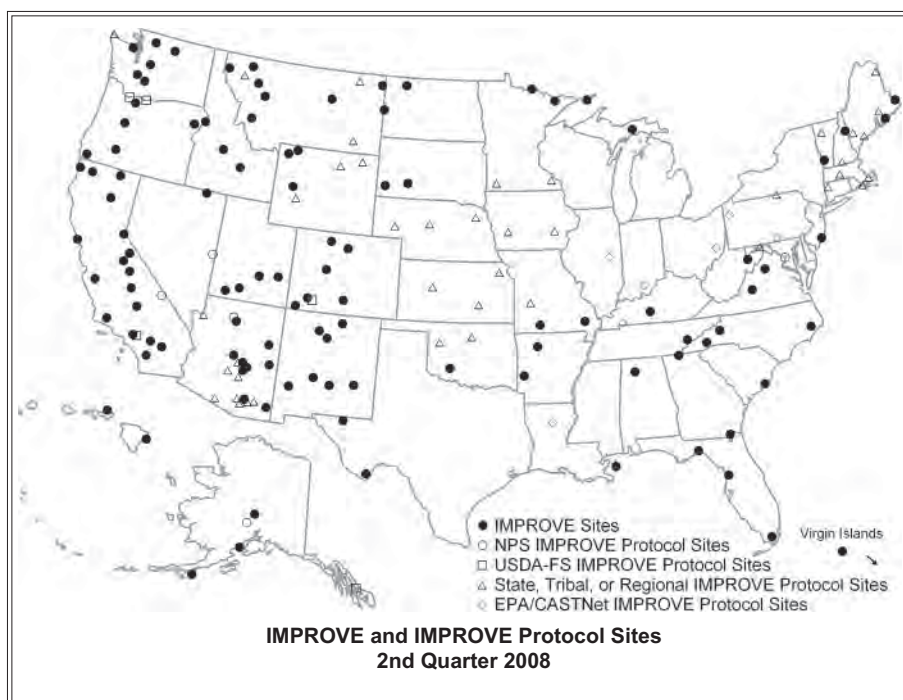 IMPROVE Sites
NPS IMPROVE Protocol Sites
USDA-FS IMPROVE Protocol Sites
State, Tribal, or Regional IMPROVE Protocol Sites
EPA/CASTNet IMPROVE Protocol Sites
Virgin Islands
IMPROVE and IMPROVE Protocol Sites
2nd Quarter 2008